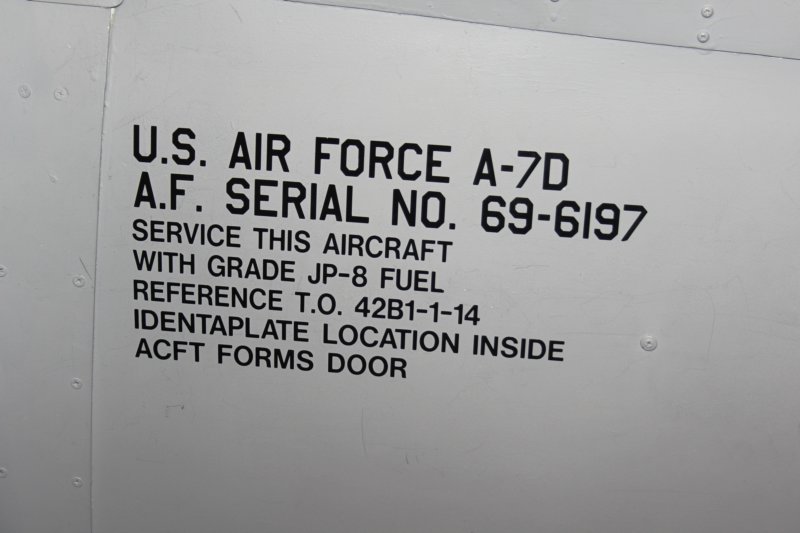 U.S. AIR FORCE A-7D
A.F. SERIAL NO. 69-6197
SERVICE THIS AIRCRAFT
WITH GRADE JP-8 FUEL
REFERENCE T.O. 42B1-1-14
IDENTAPLATE LOCATION INSIDE
ACFT FORMS DOOR